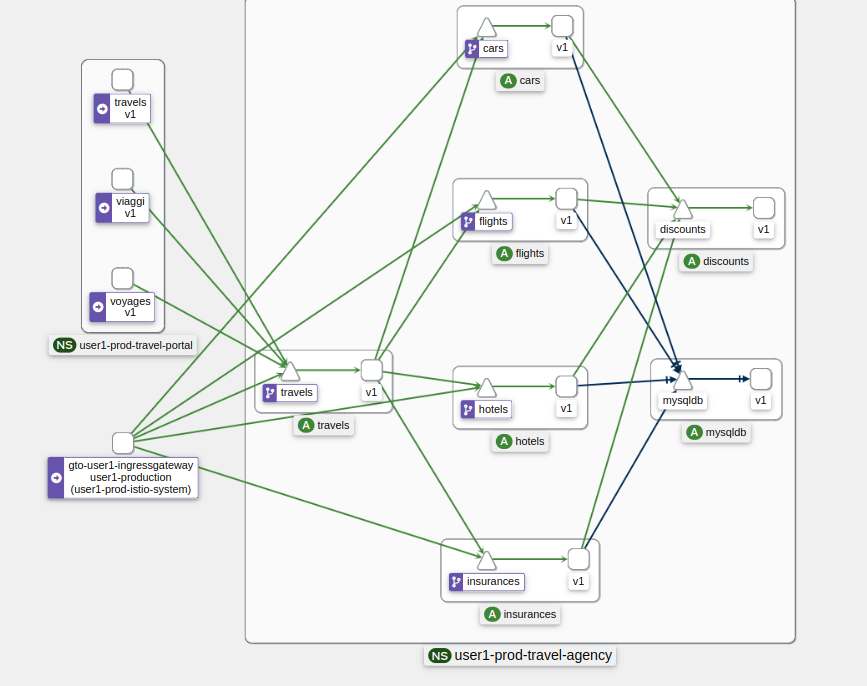 cars
v1
A cars
travels
v1
viaggi
v1
voyages
v1
NS user1-prod-travel-portal
flights
v1
A flights
discounts
v1
A discounts
travels
v1
A travels
hotels
v1
A hotels
mysqldb
v1
A mysqldb
gto-user1-ingressgateway
user1-production
(user1-prod-istio-system)
insurances
v1
A insurances
NS user1-prod-travel-agency